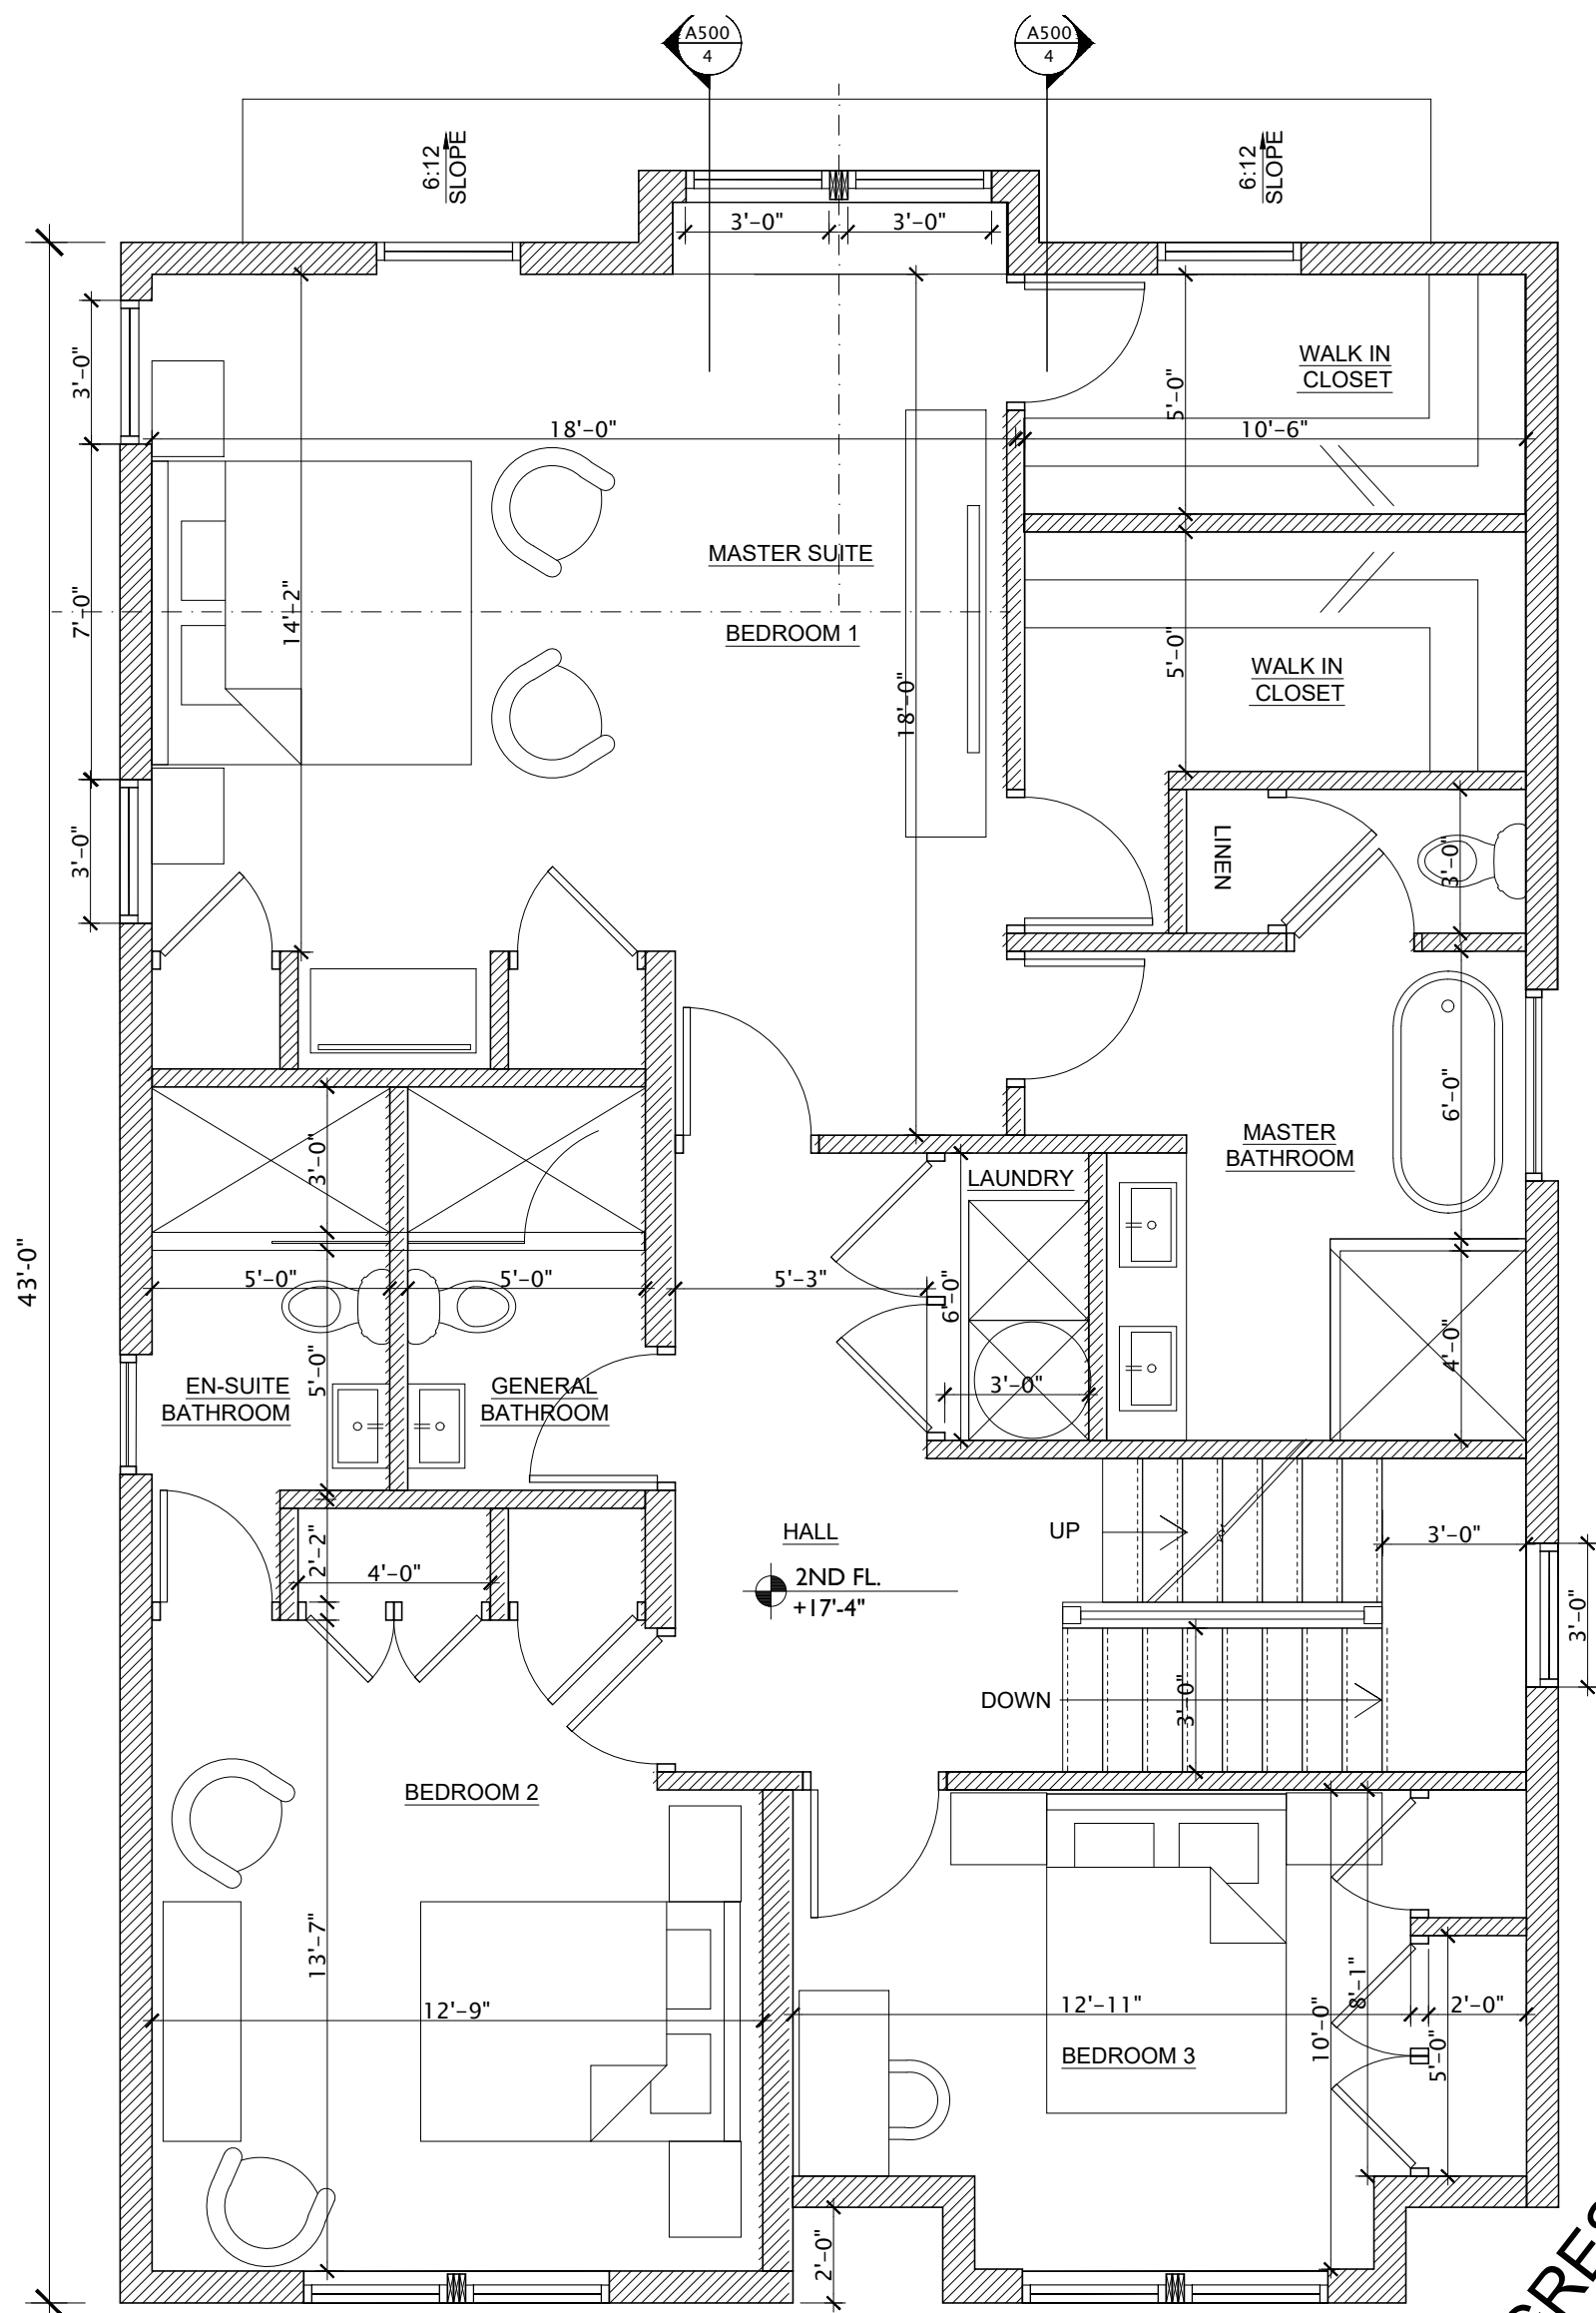 A500
4
A500
4
6:12
SLOPE
6:12
SLOPE
3'-0"
3'-0"
3'-0"
WALK IN
CLOSET
5'-0"
18'-0"
10'-6"
MASTER SUITE
14'-2"
7'-0"
BEDROOM 1
5'-0"
WALK IN
CLOSET
18'-0"
3'-0"
LINEN
3'-0"
6'-0"
MASTER
BATHROOM
3'-0"
LAUNDRY
43'-0"
5'-0"
5'-0"
5'-3"
6'-0"
4'-0"
5'-0"
EN-SUITE
BATHROOM
GENERAL
BATHROOM
3'-0"
HALL
UP
3'-0"
2'-2"
4'-0"
2ND FL.
+17'-4"
3'-0"
DOWN
3'-0"
BEDROOM 2
13'-7"
12'-9"
12'-11"
8'-1"
2'-0"
10'-0"
BEDROOM 3
5'-0"
2'-0"